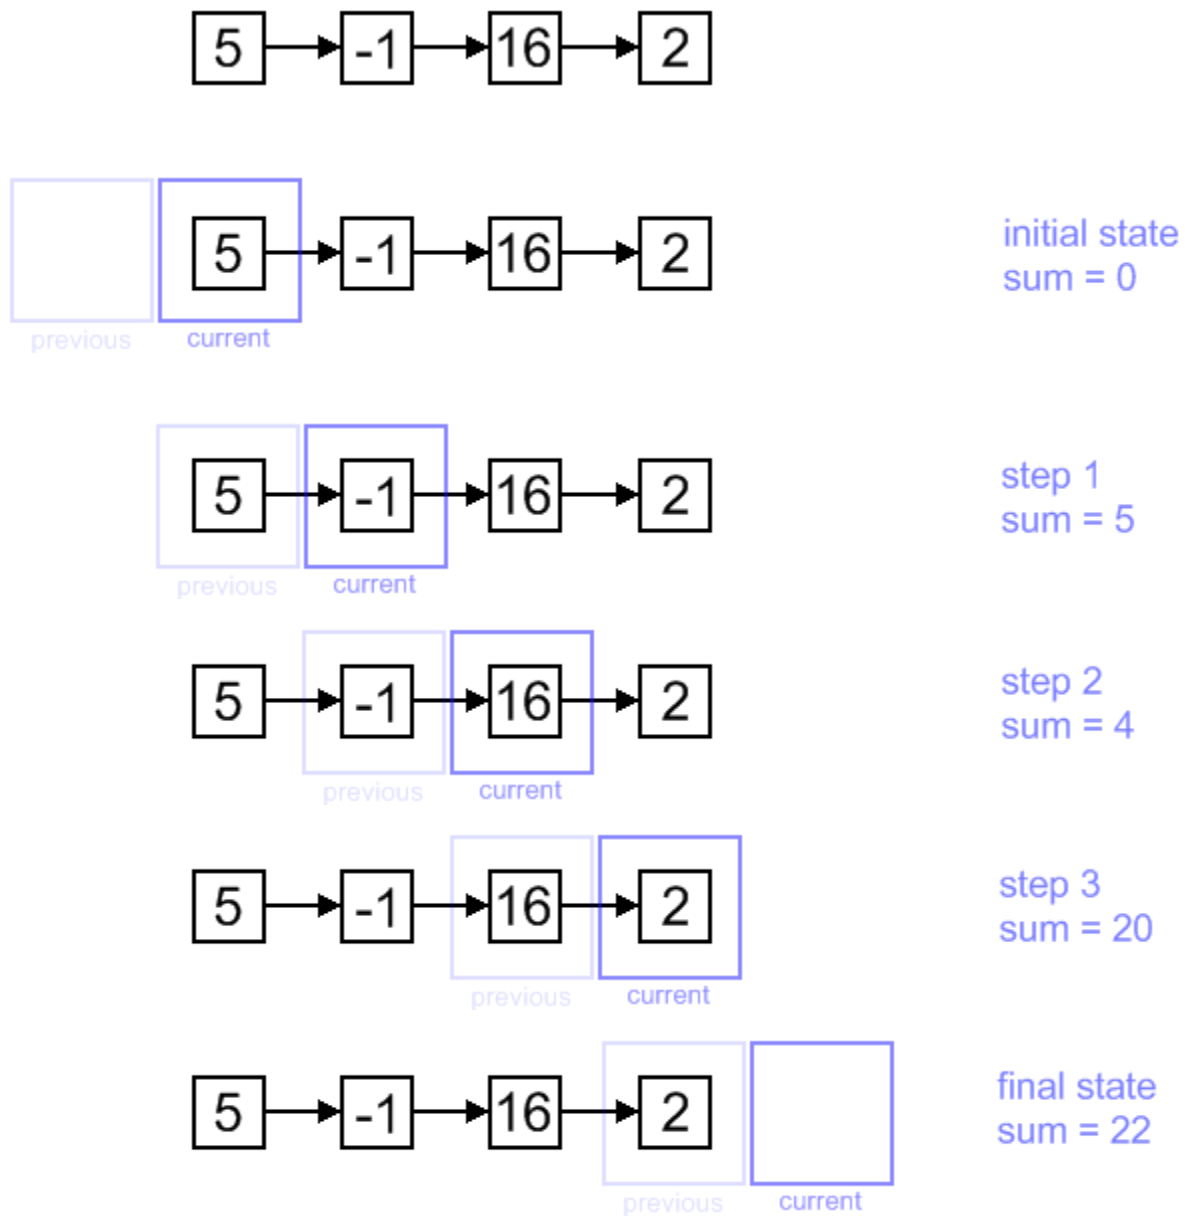 5 -1 16 2
5 -1 16 2
initial state
sum = 0
previous current
5 -1 16 2
step 1
sum = 5
previous current
5 -1 16 2
step 2
sum = 4
previous current
5 -1 16 2
step 3
sum = 20
previous current
5 -1 16 2
final state
sum = 22
previous current